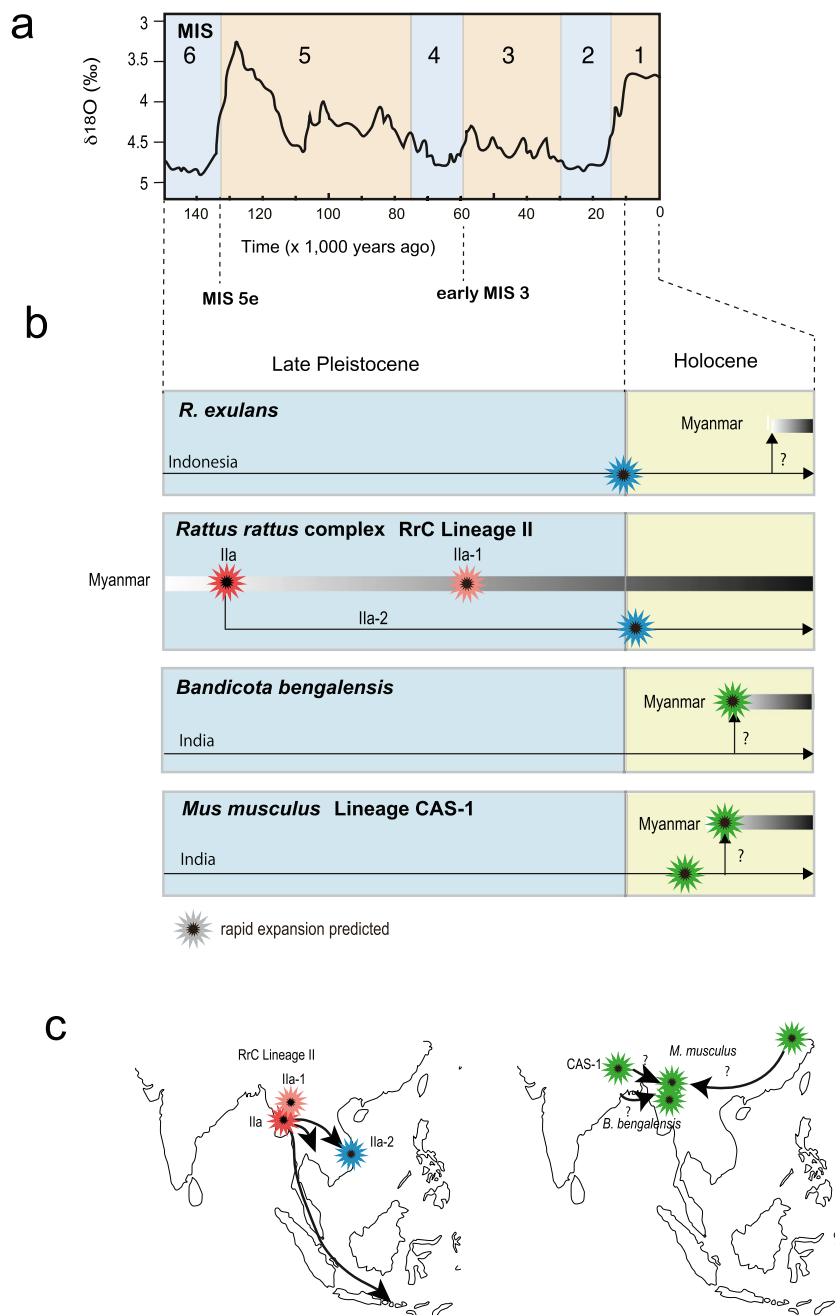 a
MIS
6 5 4 3 2 1
δ18O (‰)
3
3.5
4
4.5
5
140 120 100 80 60 40 20 0
Time (x 1,000 years ago)
MIS 5e
early MIS 3
b
Late Pleistocene
Holocene
R. exulans
Myanmar
Indonesia
?
Rattus rattus complex RrC Lineage II
IIa
IIa-1
Myanmar
IIa-2
Bandicota bengalensis
Myanmar
India
?
Mus musculus Lineage CAS-1
Myanmar
India
?
rapid expansion predicted
c
RrC Lineage II
IIa-1
IIa
IIa-2
CAS-1
?
M. musculus
?
?
B. bengalensis